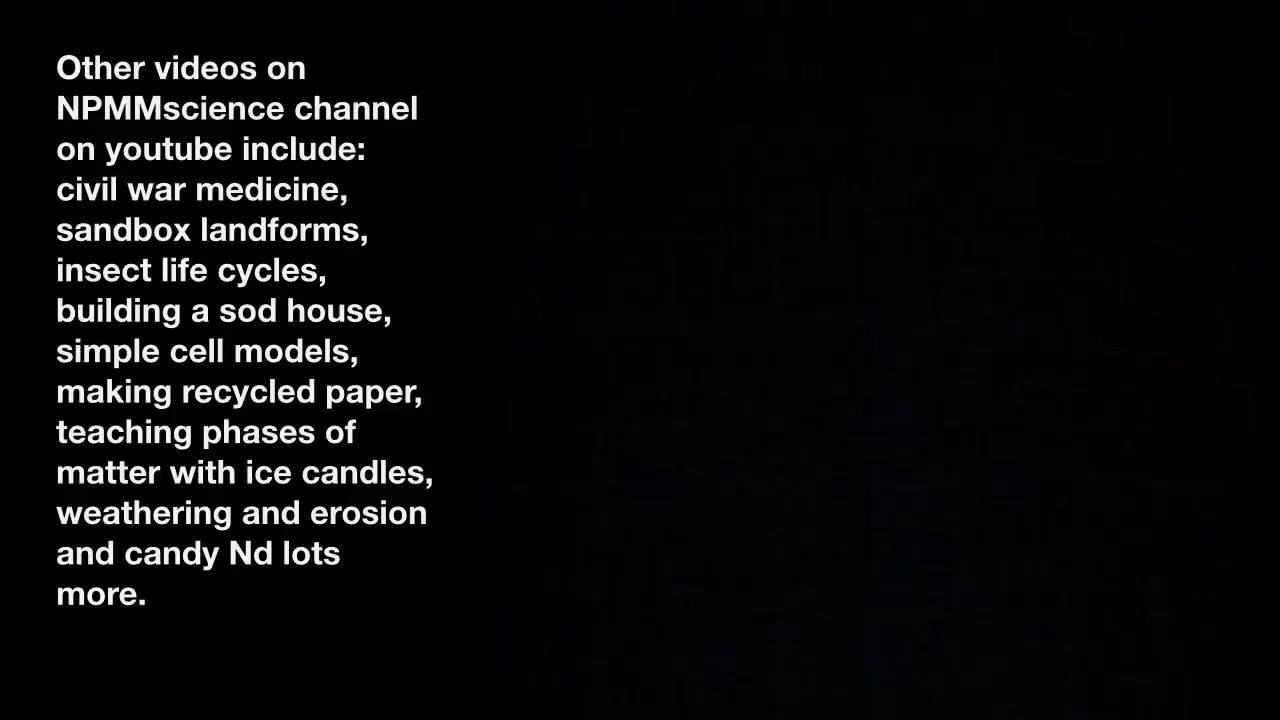 Other videos on
NPMMscience channel
on youtube include:
civil war medicine,
sandbox landforms,
insect life cycles,
building a sod house,
simple cell models,
making recycled paper,
teaching phases of
matter with ice candles,
weathering and erosion
and candy Nd lots
more.